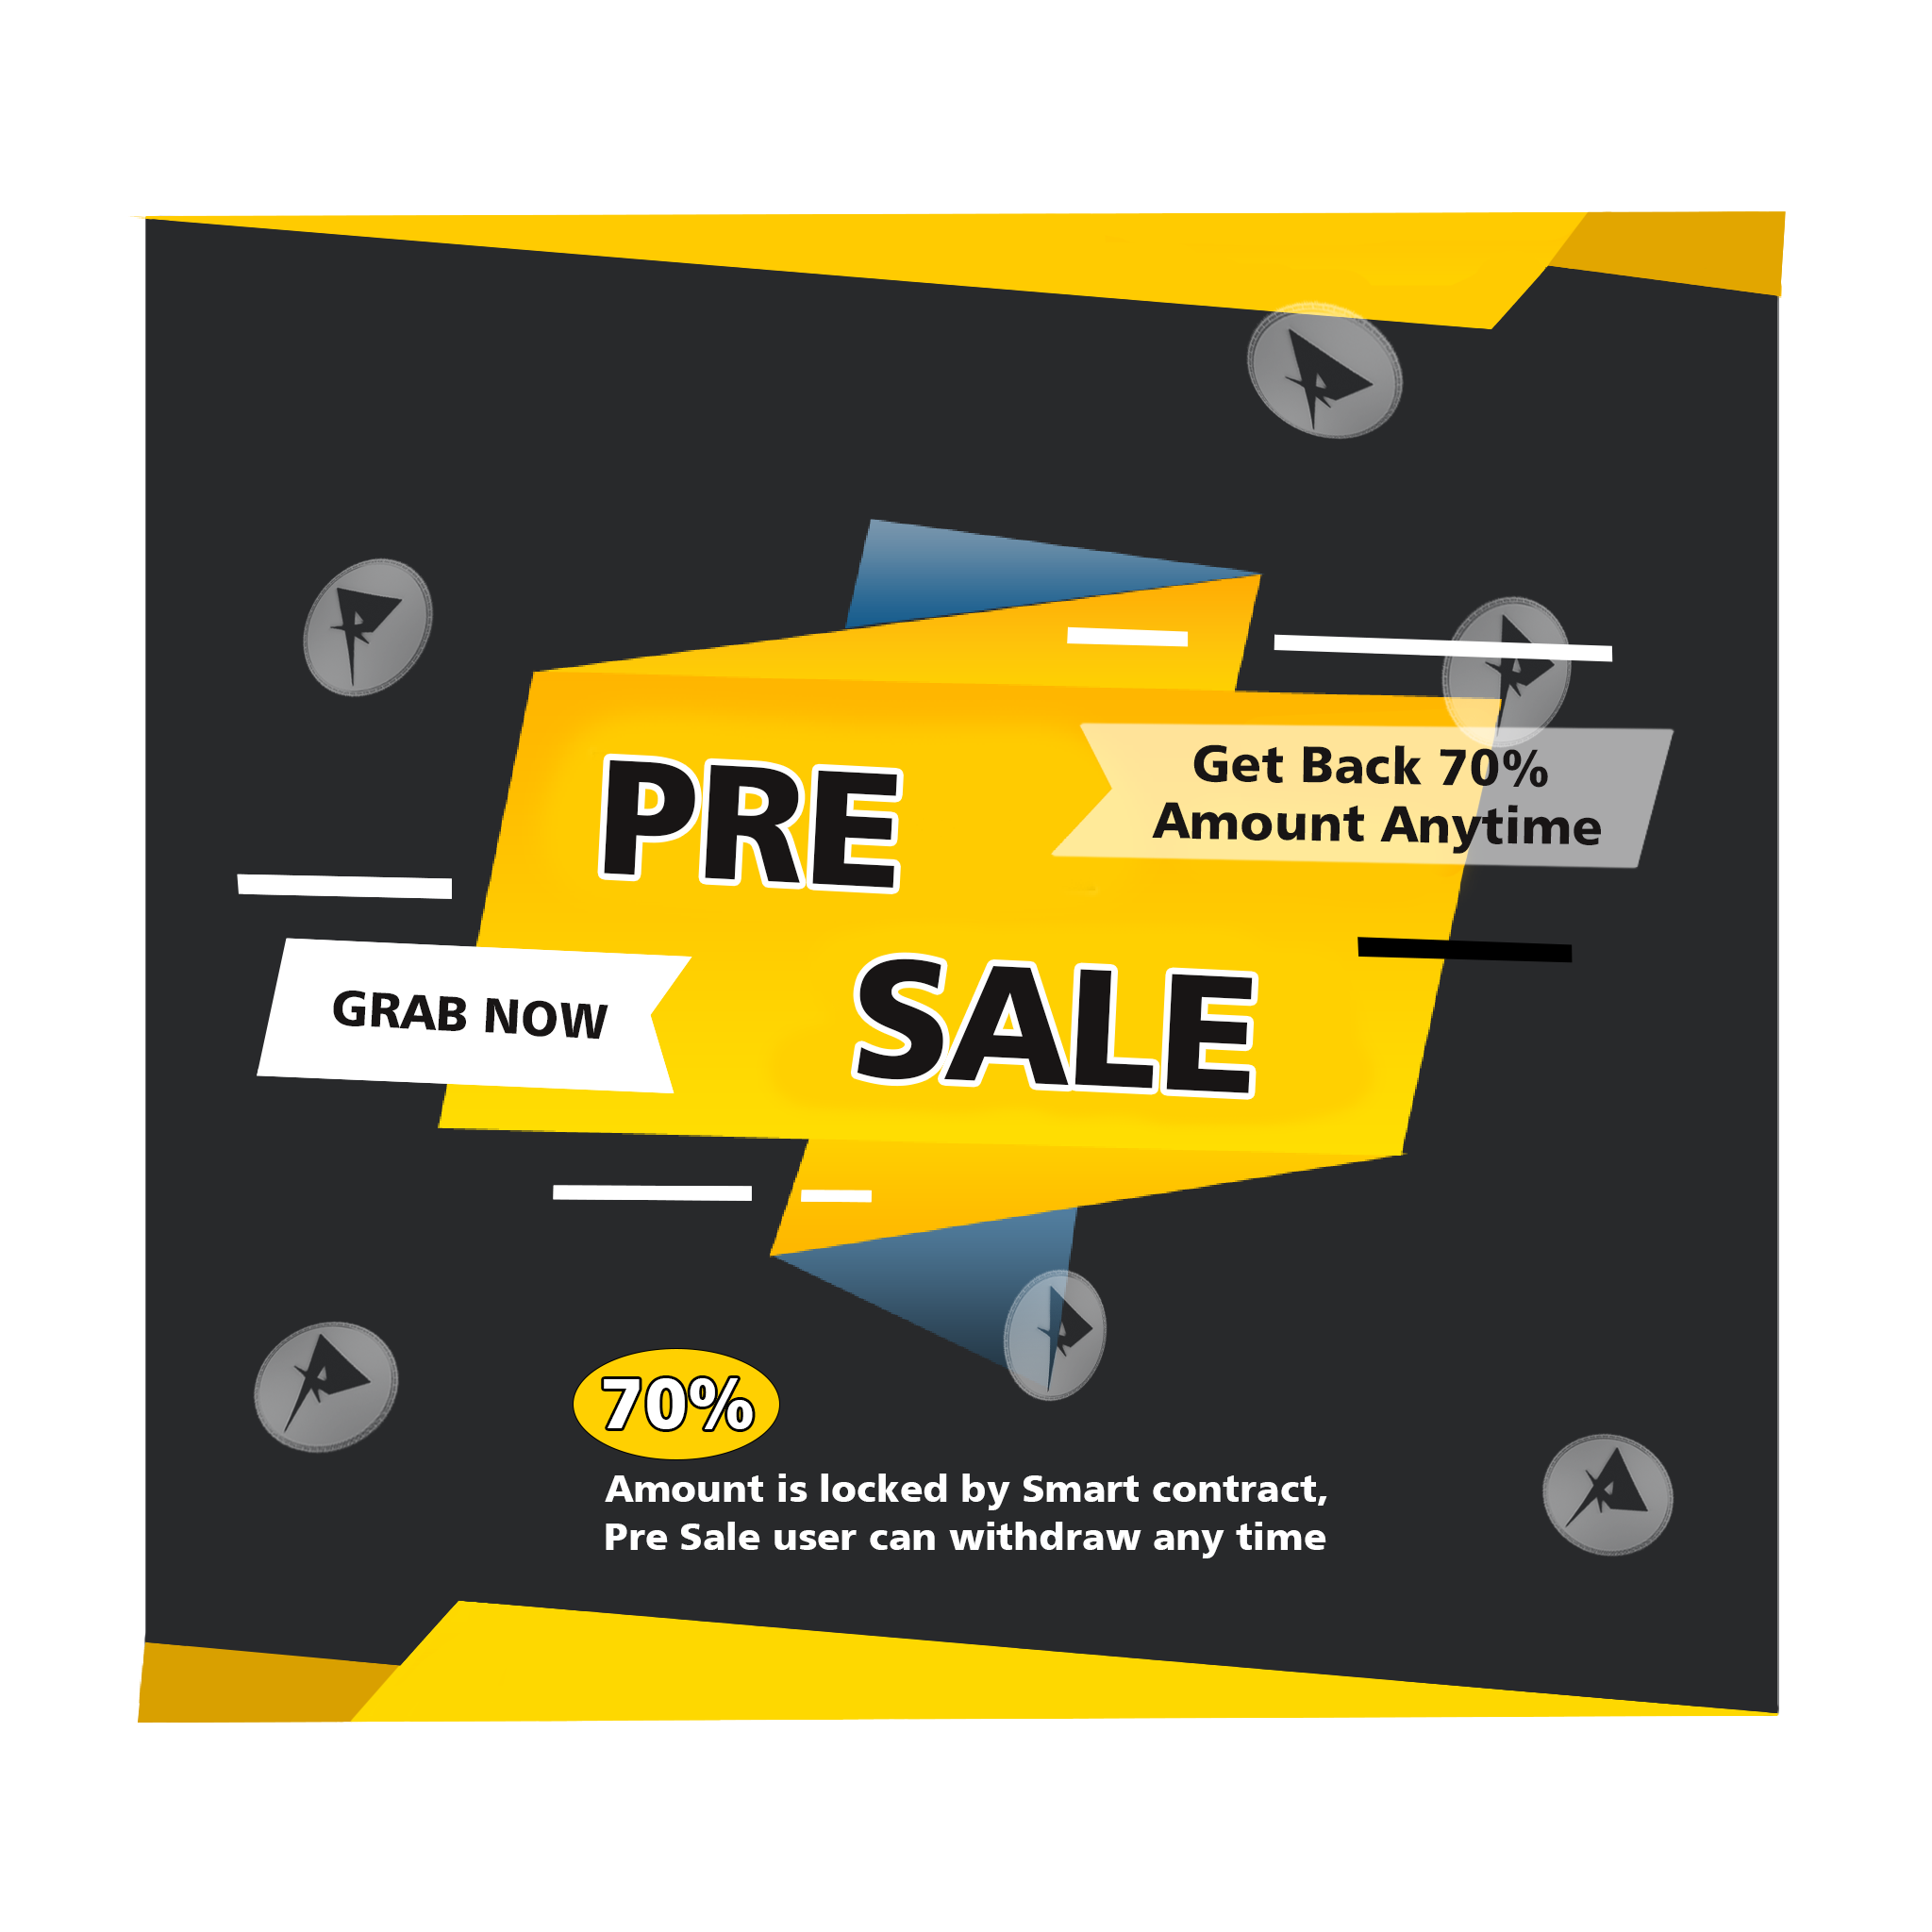 PRE
Get Back 70%
Amount Anytime
SALE
GRAB NOW
70%
Amount is locked by Smart contract,
Pre Sale user can withdraw any time